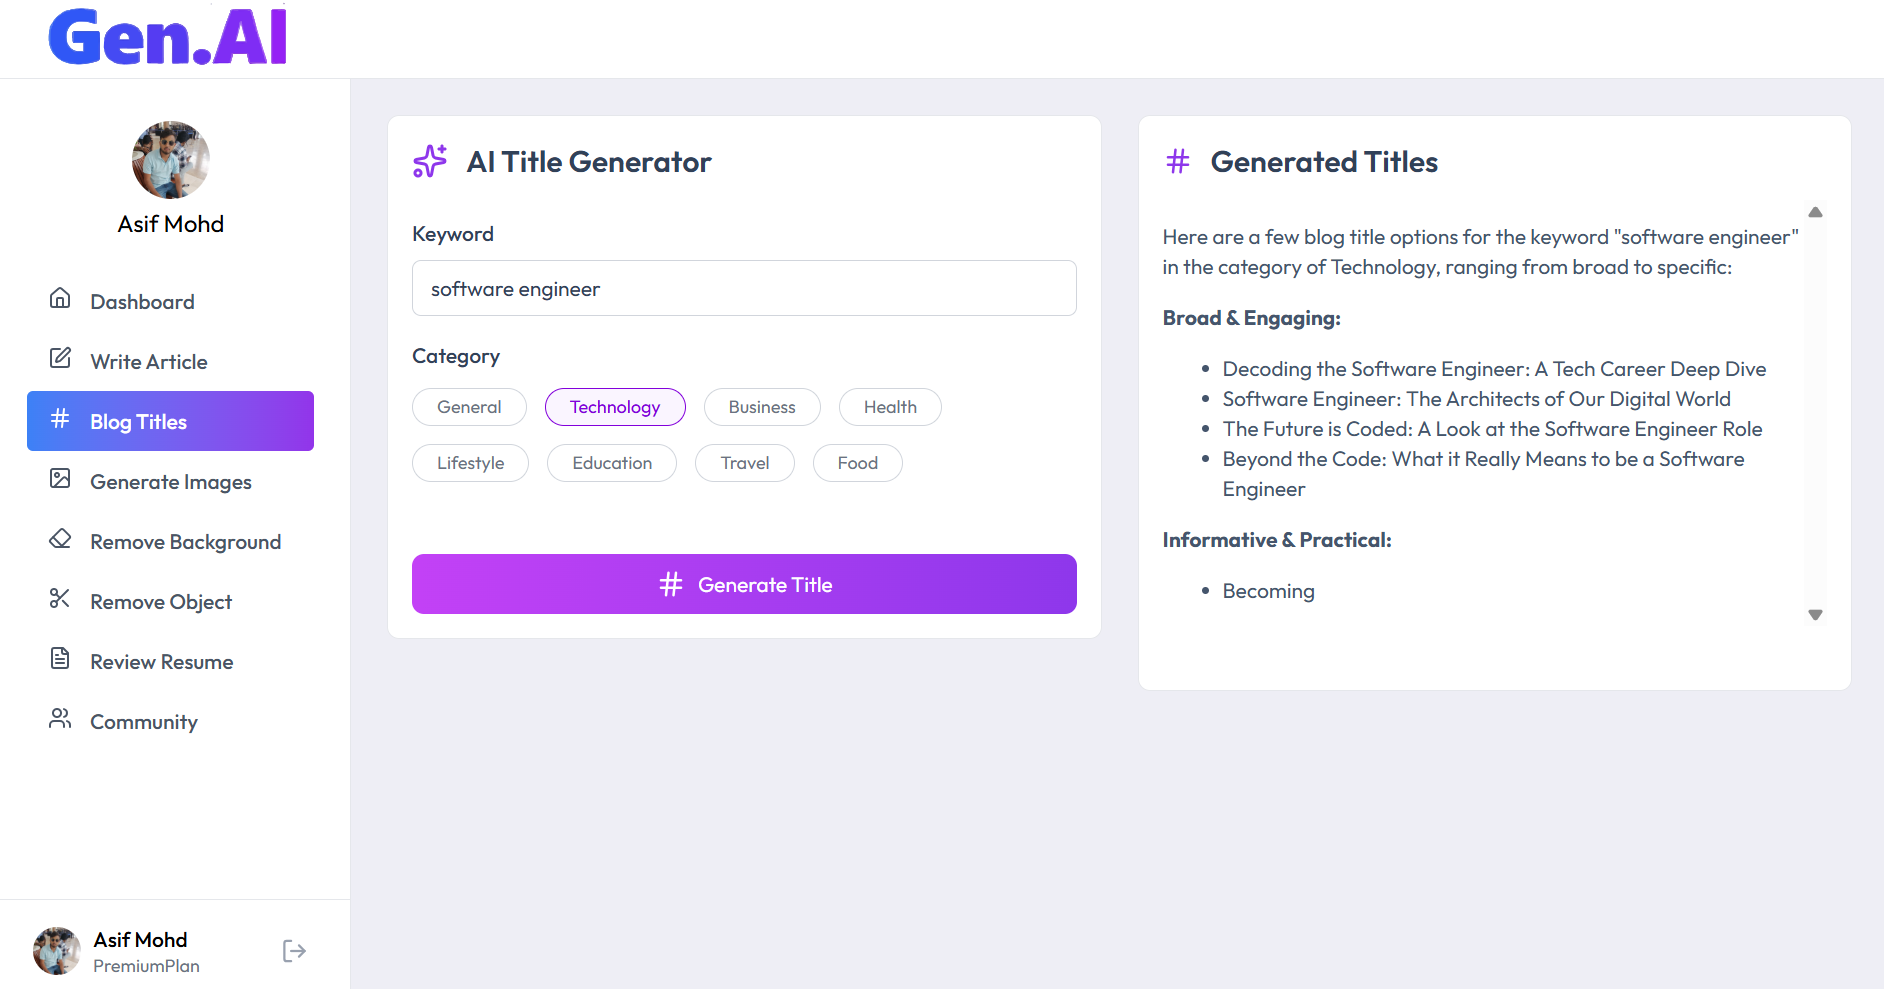 Gen.AI
Asif Mohd
Dashboard
Write Article
Blog Titles
Generate Images
Remove Background
Remove Object
Review Resume
Community
Asif Mohd
PremiumPlan
AI Title Generator
Keyword
software engineer
Category
General Technology Business Health
Lifestyle Education Travel Food
Generate Title
Generated Titles
Here are a few blog title options for the keyword "software engineer"
in the category of Technology, ranging from broad to specific:
Broad & Engaging:
• Decoding the Software Engineer: A Tech Career Deep Dive
• Software Engineer: The Architects of Our Digital World
• The Future is Coded: A Look at the Software Engineer Role
• Beyond the Code: What it Really Means to be a Software
Engineer
Informative & Practical:
• Becoming